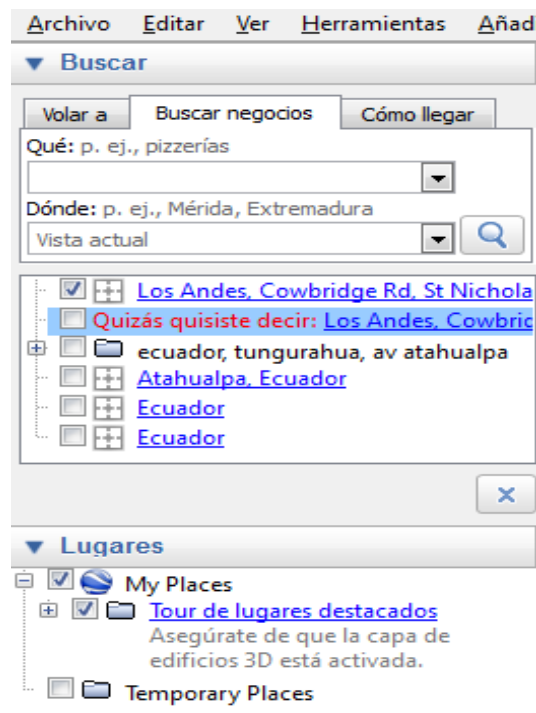 Archivo Editar Ver Herramientas Añad
Buscar
Volar a Buscar negocios Cómo llegar
Qué: p. ej., pizzerías
Dónde: p. ej., Mérida, Extremadura
Vista actual
Los Andes, Cowbridge Rd, St Nichola
Quizás quisiste decir: Los Andes, Cowbric
ecuador, tungurahua, av atahualpa
Atahualpa, Ecuador
Ecuador
Ecuador
Lugares
My Places
Tour de lugares destacados
Asegúrate de que la capa de
edificios 3D está activada.
Temporary Places